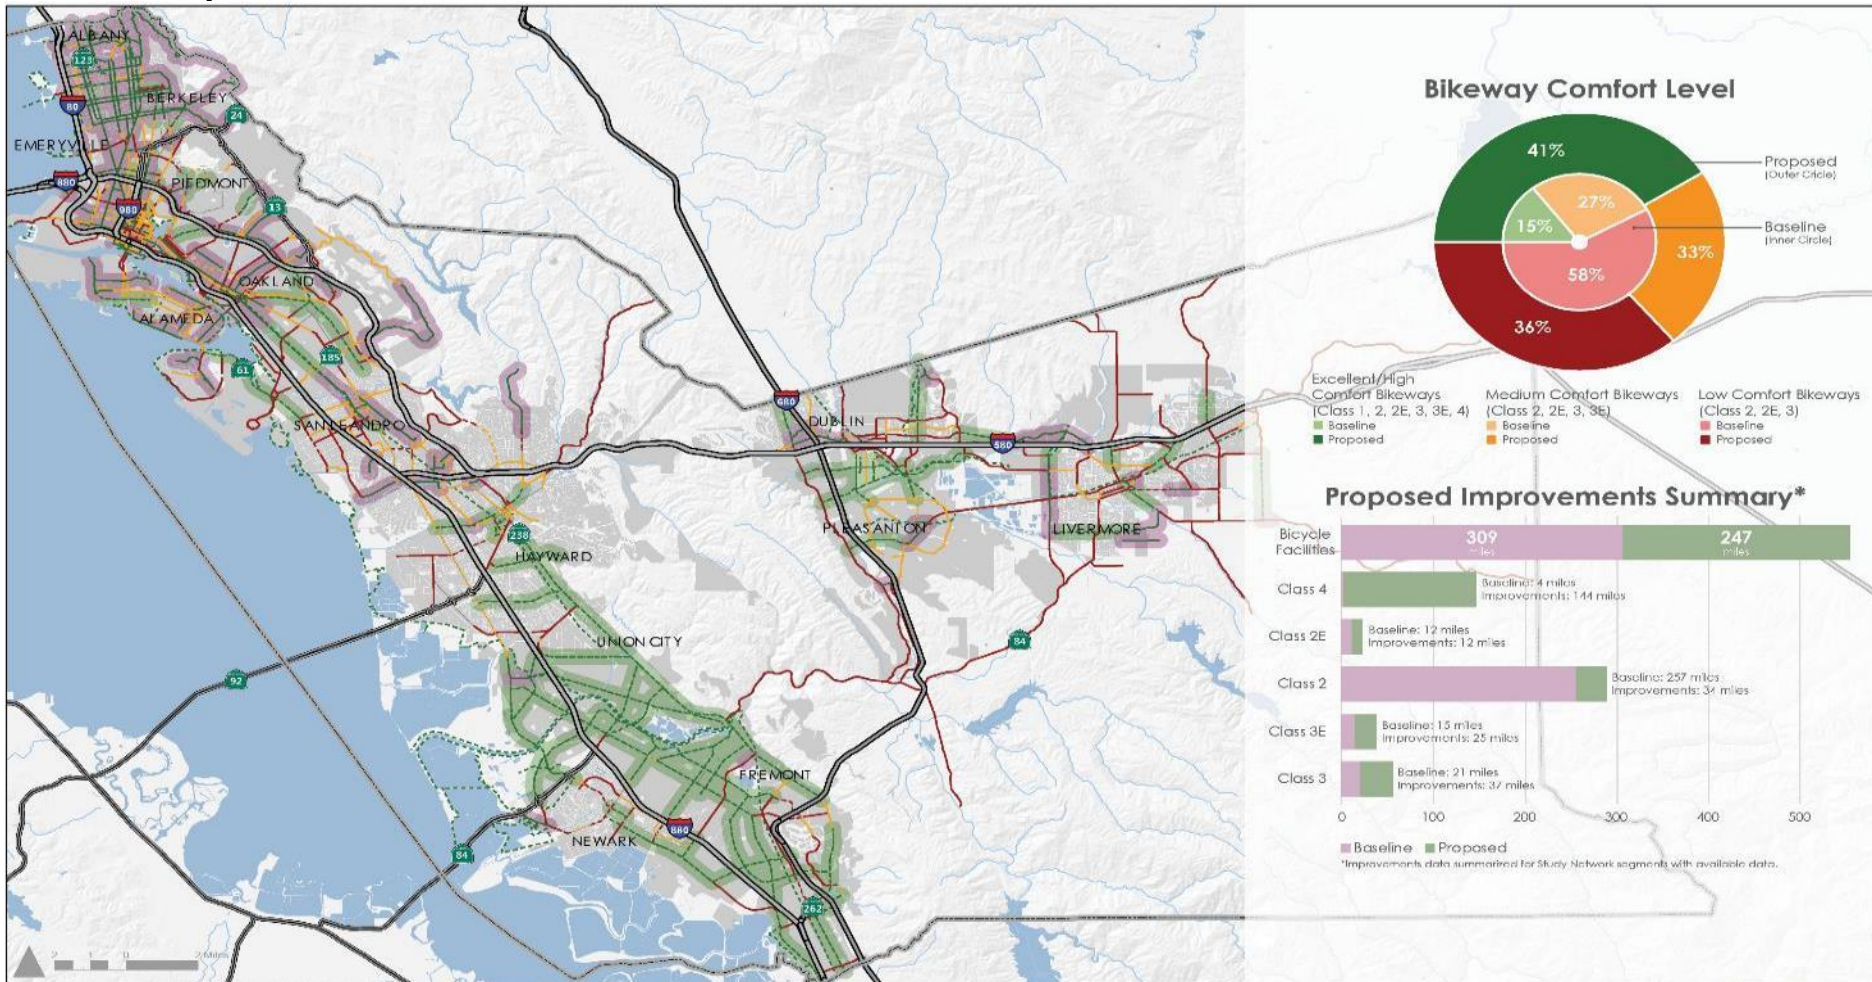 ALBANY
123
80
BERKELEY
24
EMERYVILLE
880
PIEDMONT
980
13
OAKLAND
ALAMEDA
61
185
SAN LEANDRO
680
DUBLIN
580
PLEASANTON
LIVERMORE
238
HAYWARD
UNION CITY
84
92
FREMONT
NEWARK
880
84
262
2 1 0 2 Miles
Bikeway Comfort Level
41%
27%
15%
58%
33%
36%
Proposed
(Outer Circle)
Baseline
(Inner Circle)
Excellent/High
Comfort Bikeways
(Class 1, 2, 2E, 3, 3E, 4)
Baseline
Proposed
Medium Comfort Bikeways
(Class 2, 2E, 3, 3E)
Baseline
Proposed
Low Comfort Bikeways
(Class 2, 2E, 3)
Baseline
Proposed
Proposed Improvements Summary*
Bicycle
Facilities
309
miles
247
miles
Class 4
Baseline: 4 miles
Improvements: 144 miles
Class 2E
Baseline: 12 miles
Improvements: 12 miles
Class 2
Baseline: 257 miles
Improvements: 34 miles
Class 3E
Baseline: 15 miles
Improvements: 25 miles
Class 3
Baseline: 21 miles
Improvements: 37 miles
0 100 200 300 400 500
Baseline Proposed
*Improvements data summarized for Study Network segments with available data.